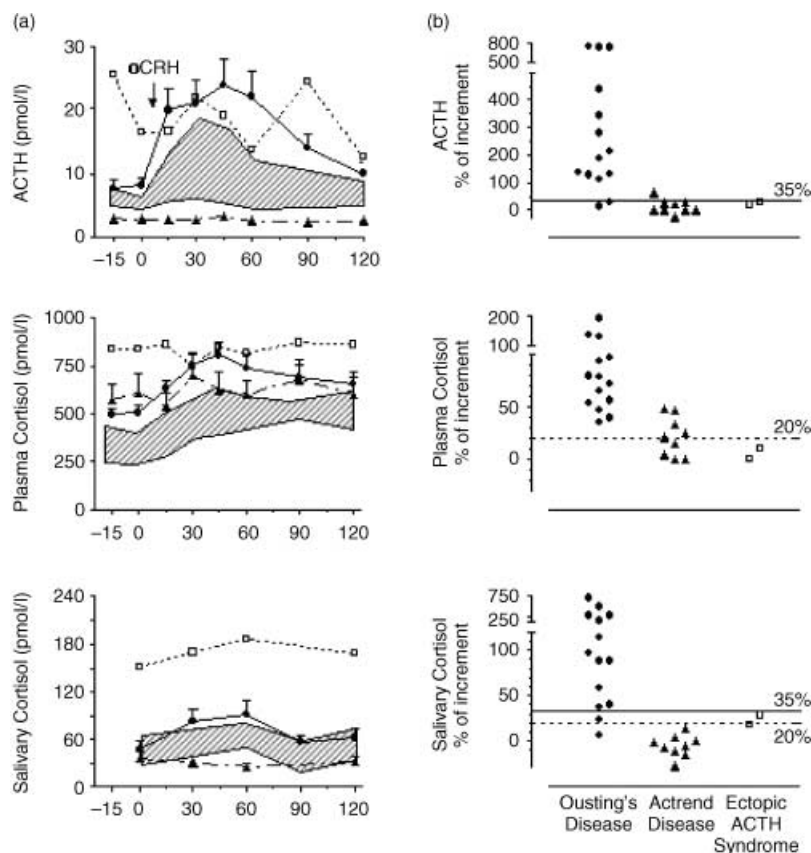 (a)
ACTH (pmol/l)
30
20
10
0
oCRH
–15 0 30 60 90 120
Plasma Cortisol (pmol/l)
1000
750
500
250
0
–15 0 30 60 90 120
Salivary Cortisol (pmol/l)
240
180
120
60
0
–15 0 30 60 90 120
(b)
ACTH
% of increment
800
500
400
300
200
100
0
35%
Plasma Cortisol
% of increment
200
100
50
0
20%
Salivary Cortisol
% of increment
750
250
100
50
0
35%
20%
Ousting's
Disease
Actrend
Disease
Ectopic
ACTH
Syndrome